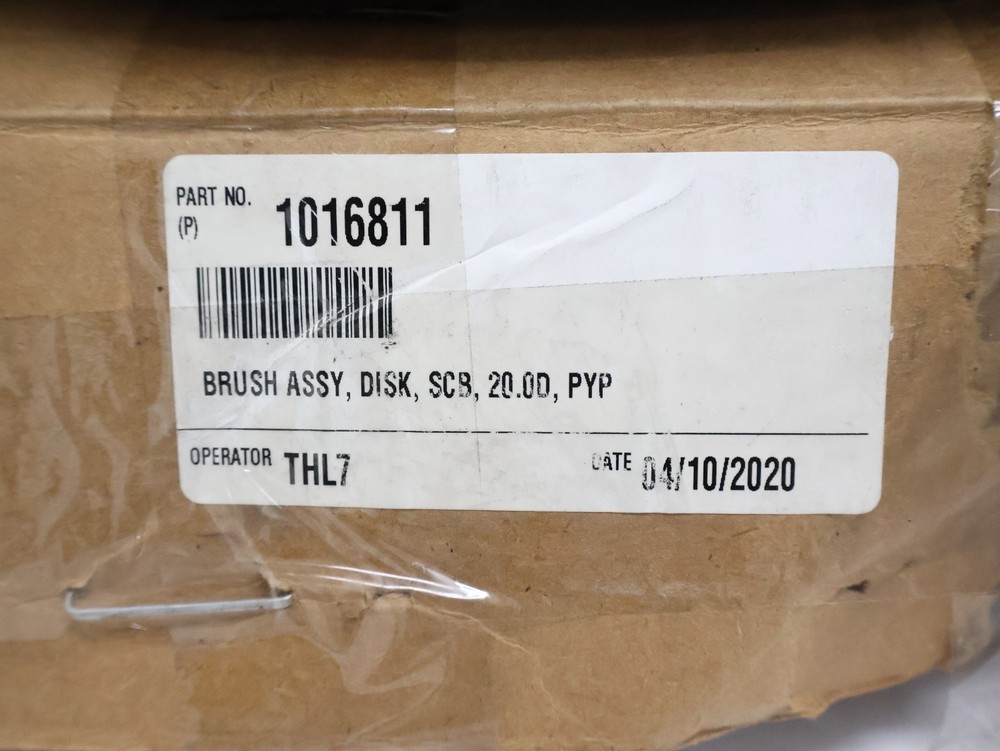 PART NO. 1016811
(P)
BRUSH ASSY, DISK, SCB, 20.0D, PYP
OPERATOR THL7 DATE 04/10/2020